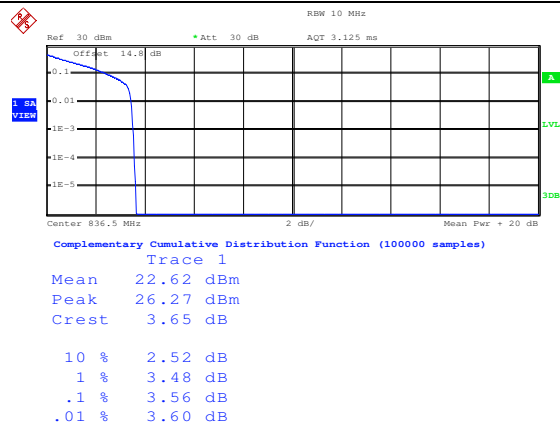 RBW 10 MHz
Ref 30 dBm * Att 30 dB AQT 3.125 ms
Offset 14.8 dB
0.1
A
0.01
1 SA
VIEW
1E-3
LVL
1E-4
1E-5
3DB
Center 836.5 MHz 2 dB/ Mean Pwr + 20 dB
Complementary Cumulative Distribution Function (100000 samples)
Trace 1
Mean 22.62 dBm
Peak 26.27 dBm
Crest 3.65 dB
10 % 2.52 dB
1 % 3.48 dB
.1 % 3.56 dB
.01 % 3.60 dB